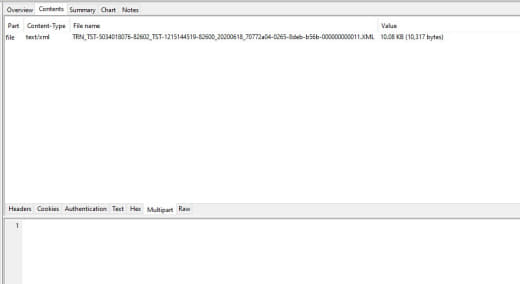 Overview Contents Summary Chart Notes
Part Content-Type File name Value
file text/xml TRN_TST-5034018076-82602_TST-1215144519-82600_20200618_70772a04-0265-8deb-b56b-000000000011.XML 10.08 KB (10,317 bytes)
Headers Cookies Authentication Text Hex Multipart Raw
1